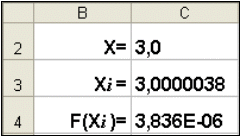 B C
2 X= 3,0
3 Xi= 3,0000038
4 F(Xi)= 3,836E-06